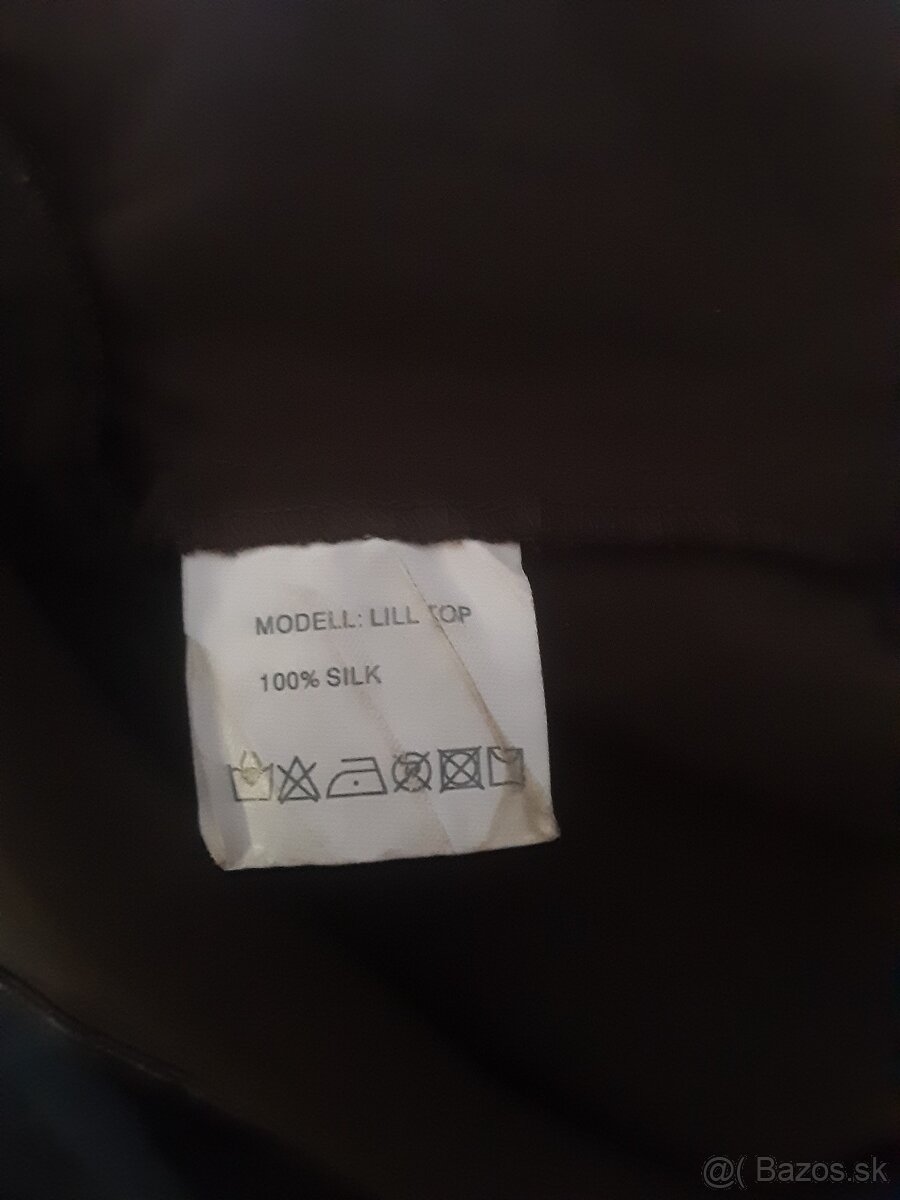 MODELL: LILL TOP
100% SILK
@( Bazos.sk